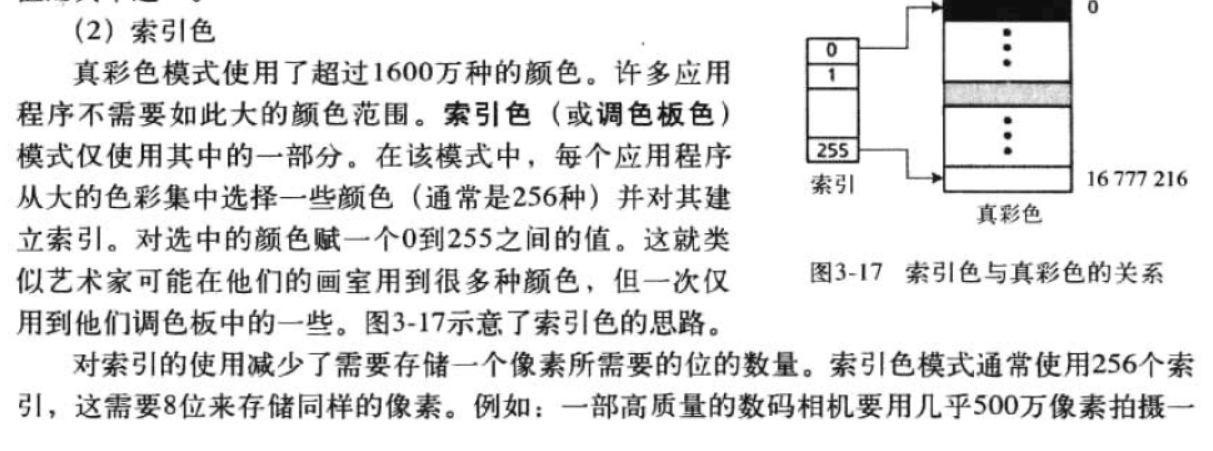 （2）索引色
真彩色模式使用了超过1600万种的颜色。许多应用
程序不需要如此大的颜色范围。索引色（或调色板色）
模式仅使用其中的一部分。在该模式中，每个应用程序
从大的色彩集中选择一些颜色（通常是256种）并对其建
立索引。对选中的颜色赋一个0到255之间的值。这就类
似艺术家可能在他们的画室用到很多种颜色，但一次仅
用到他们调色板中的一些。图3-17示意了索引色的思路。
0
1
255
索引
0
16 777 216
真彩色
图3-17 索引色与真彩色的关系
对索引的使用减少了需要存储一个像素所需要的位的数量。索引色模式通常使用256个索
引，这需要8位来存储同样的像素。例如：一部高质量的数码相机要用几乎500万像素拍摄一